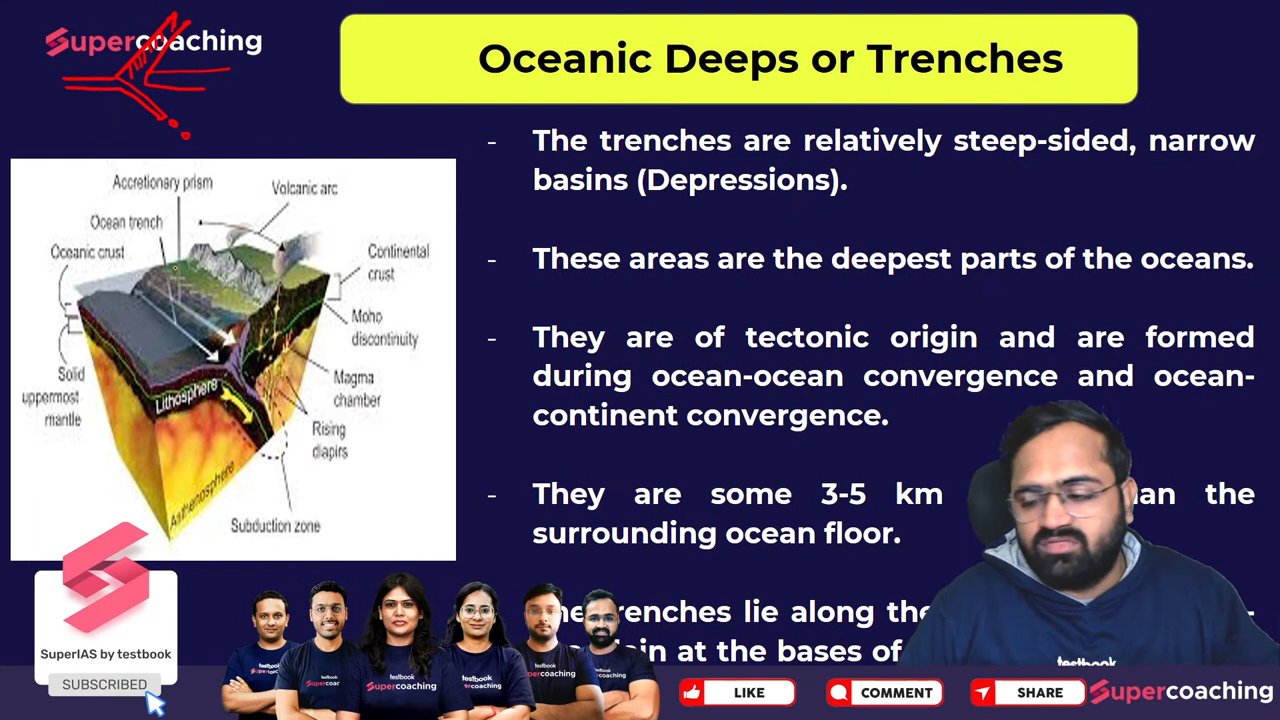 Supercoaching
Oceanic Deeps or Trenches
- The trenches are relatively steep-sided, narrow
basins (Depressions).
- These areas are the deepest parts of the oceans.
- They are of tectonic origin and are formed
during ocean-ocean convergence and ocean-
continent convergence.
- They are some 3-5 km
the
surrounding ocean floor.
trenches lie along the
at the bases of
Accretionary prism
Volcanic arc
Ocean trench
Oceanic crust
Continental
crust
Moho
discontinuity
Solid
uppermost
mantle
Lithosphere
Magma
chamber
Rising
diapirs
Asthenosphere
Subduction zone
SuperIAS by testbook
SUBSCRIBED
testbook
Supercoaching
LIKE
COMMENT
SHARE
Supercoaching